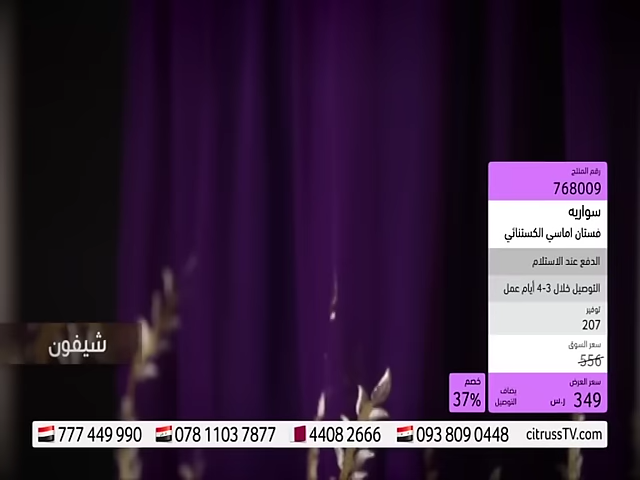 رقم المنتج
768009
سواريه
فستان اماسي الكستنائي
الدفع عند الاستلام
التوصيل خلال 3-4 أيام عمل
توفير
207
سعر السوق
556
سعر العرض
349 ر.س
يضاف
التوصيل
خصم
37%
شيفون
777 449 990 078 1103 7877 4408 2666 093 809 0448 citrussTV.com